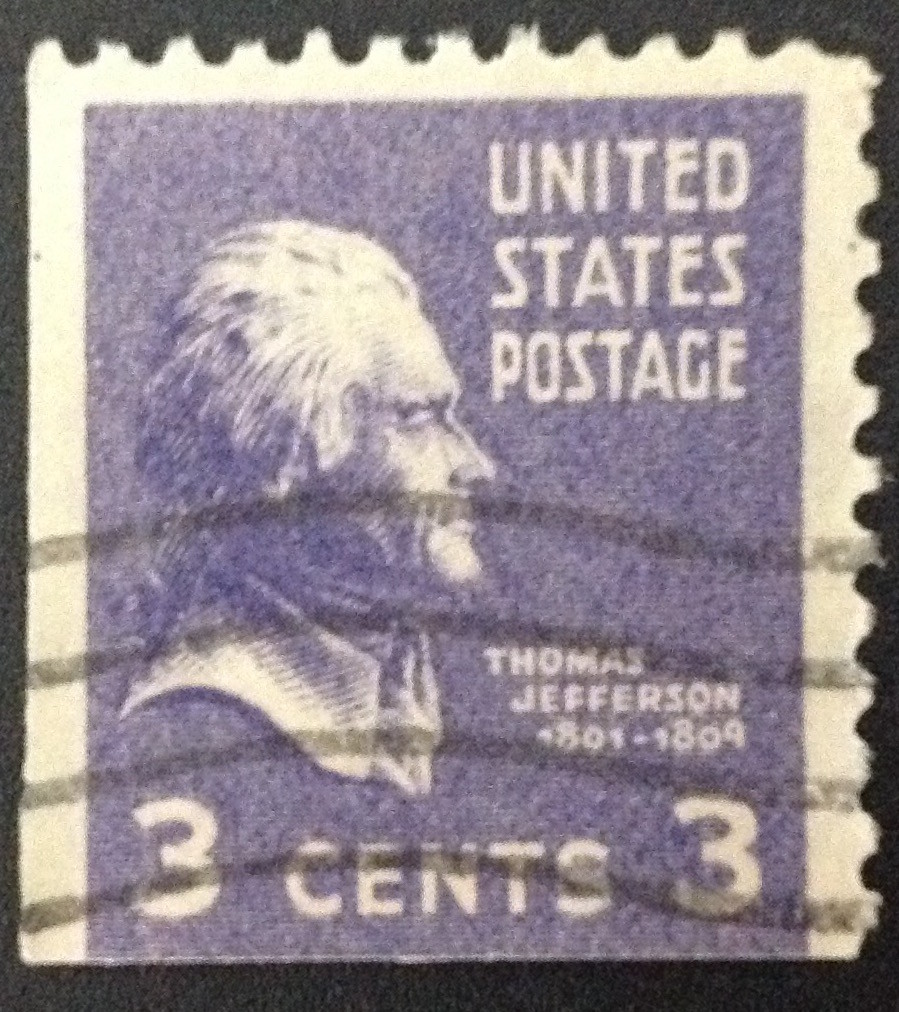 UNITED
STATES
POSTAGE
THOMAS
JEFFERSON
1801-1809
3 CENTS 3